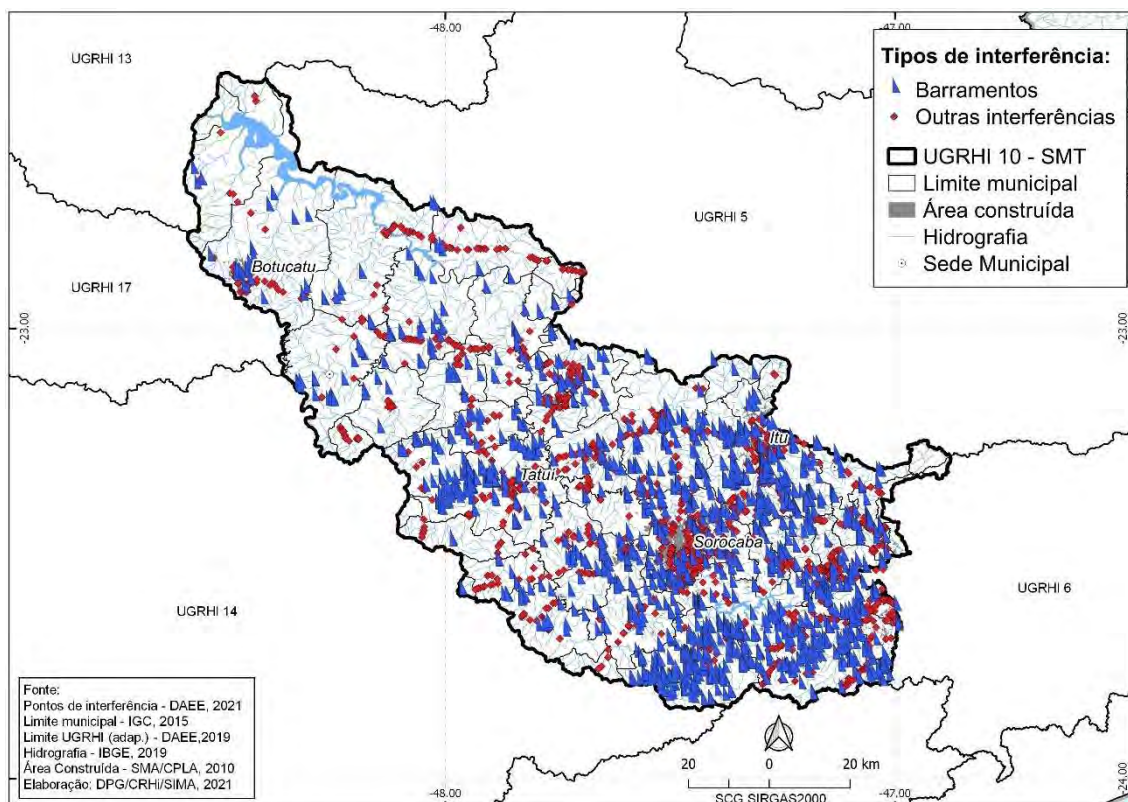 -48.00
-47.00
UGRHI 13
Tipos de interferência:
Barramentos
Outras interferências
UGRHI 10 - SMT
Limite municipal
Área construída
Hidrografia
Sede Municipal
UGRHI 5
Botucatu
UGRHI 17
-23.00
-23.00
Itu
Tatuí
Sorocaba
UGRHI 6
UGRHI 14
Fonte:
Pontos de interferência - DAEE, 2021
Limite municipal - IGC, 2015
Limite UGRHI (adap.) - DAEE,2019
Hidrografia - IBGE, 2019
Área Construída - SMA/CPLA, 2010
Elaboração: DPG/CRHi/SIMA, 2021
20 0 20 km
SCG SIRGAS2000
-48.00
-47.00
-24.00